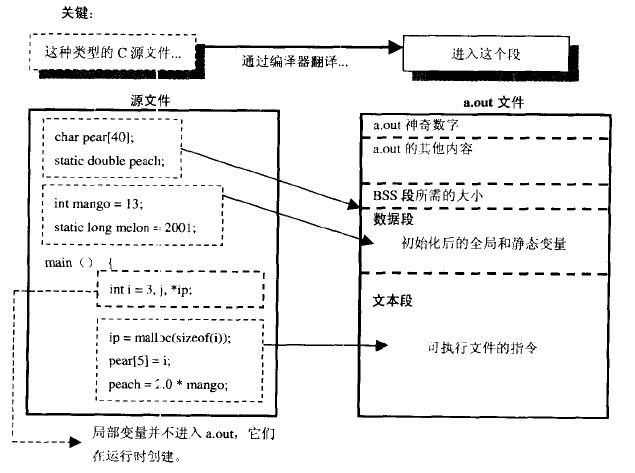 关键：
这种类型的 C 源文件...
通过编译器翻译...
进入这个段
源文件
a.out 文件
char pear[40];
static double peach;
int mango = 13;
static long melon = 2001;
main （） {
int i = 3, j, *ip;
ip = malloc(sizeof(i));
pear[5] = i;
peach = 2.0 * mango;
局部变量并不进入 a.out，它们
在运行时创建。
a.out 神奇数字
a.out 的其他内容
BSS 段所需的大小
数据段
初始化后的全局和静态变量
文本段
可执行文件的指令